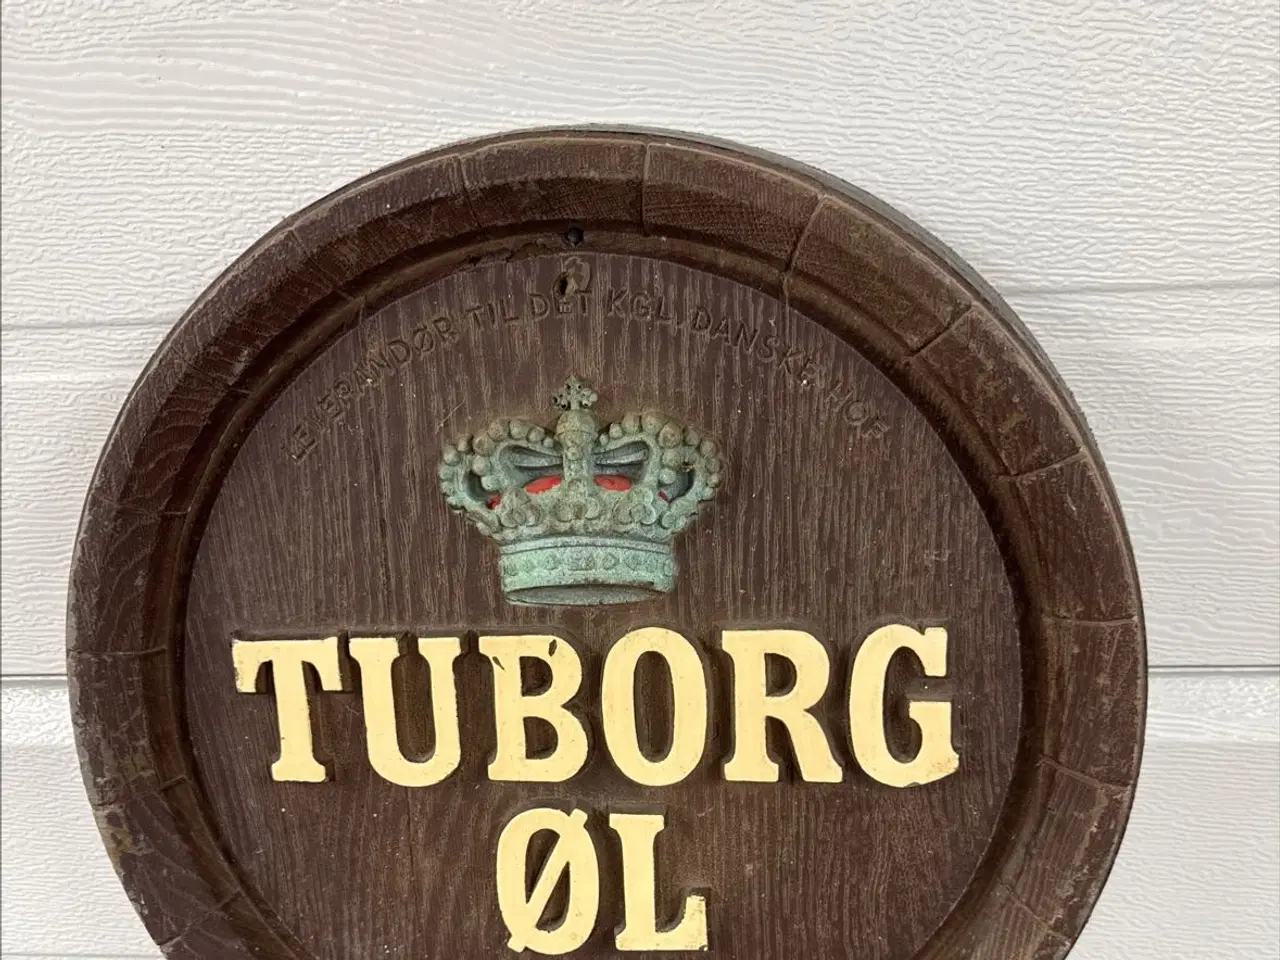 LEVERANDØR TIL DET KGL. DANSKE HOF
TUBORG
ØL